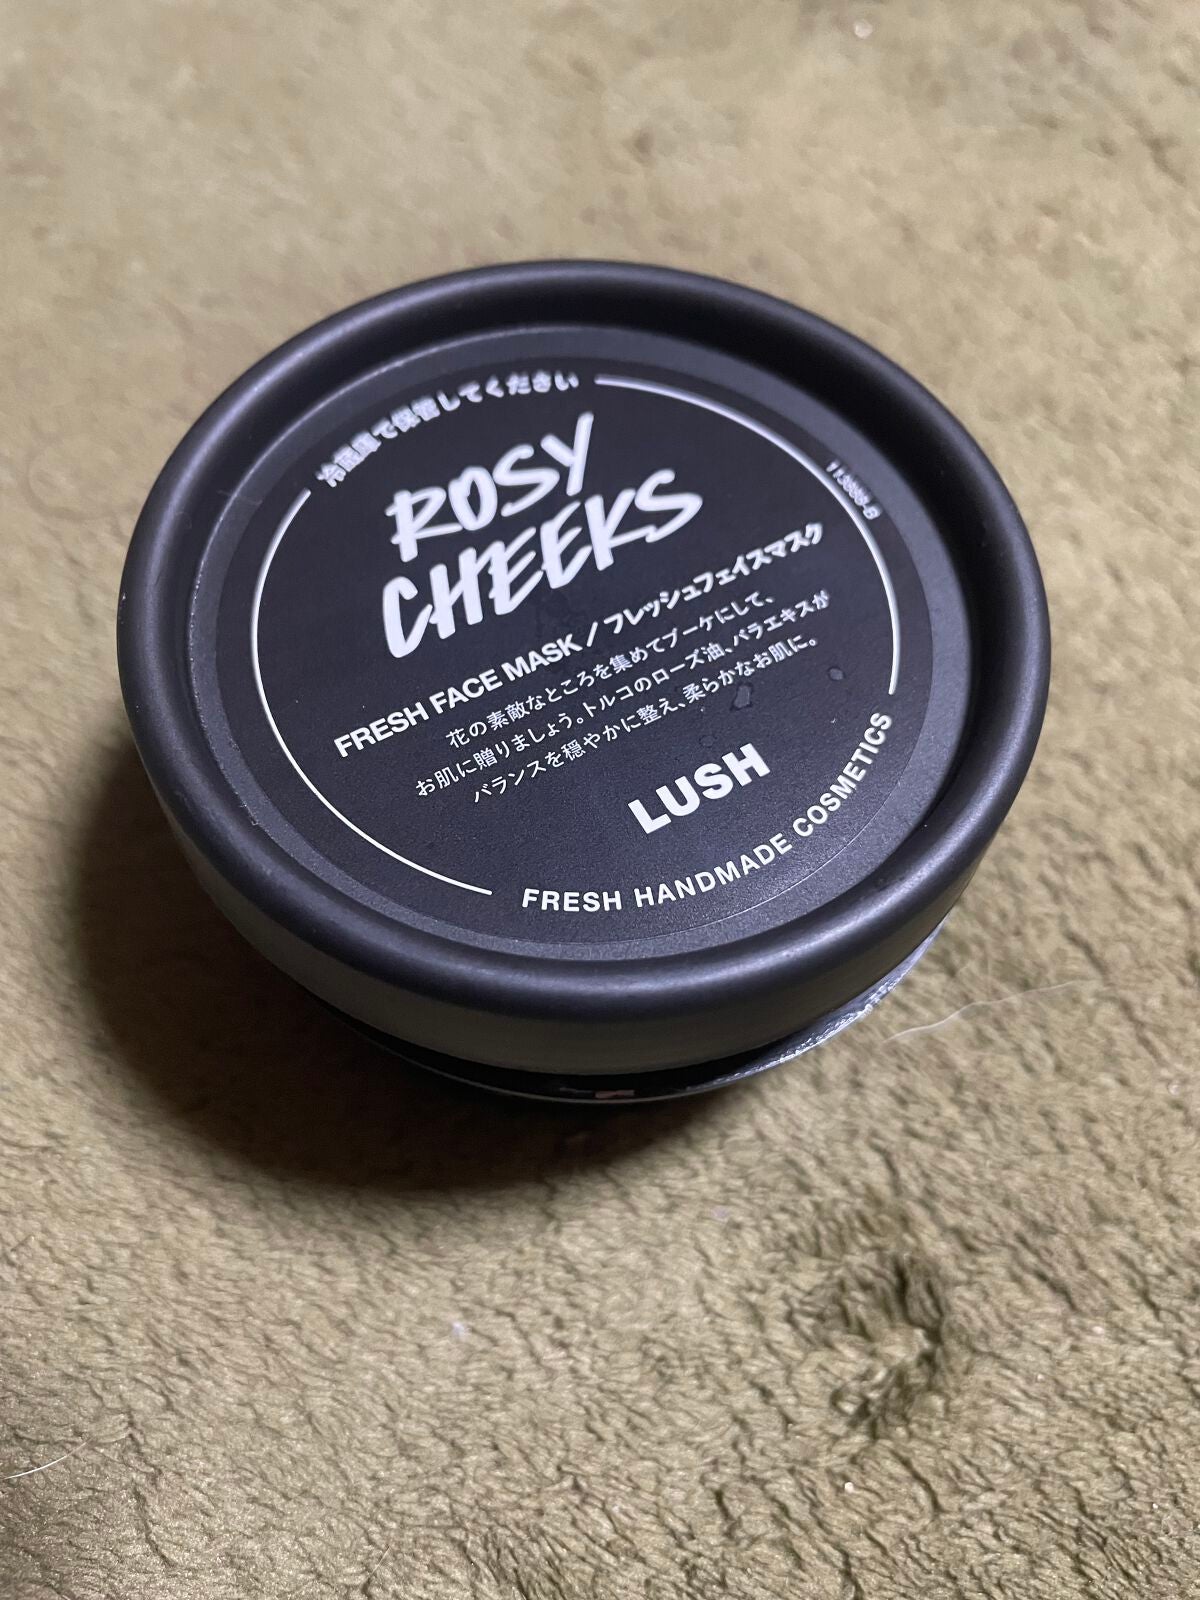 冷蔵庫で保管してください
ROSY
CHEEKS
FRESH FACE MASK / フレッシュフェイスマスク
花の素敵なところを集めてブーケにして、
お肌に贈りましょう。トルコのローズ油、バラエキスが
バランスを穏やかに整え、柔らかなお肌に。
LUSH
FRESH HANDMADE COSMETICS